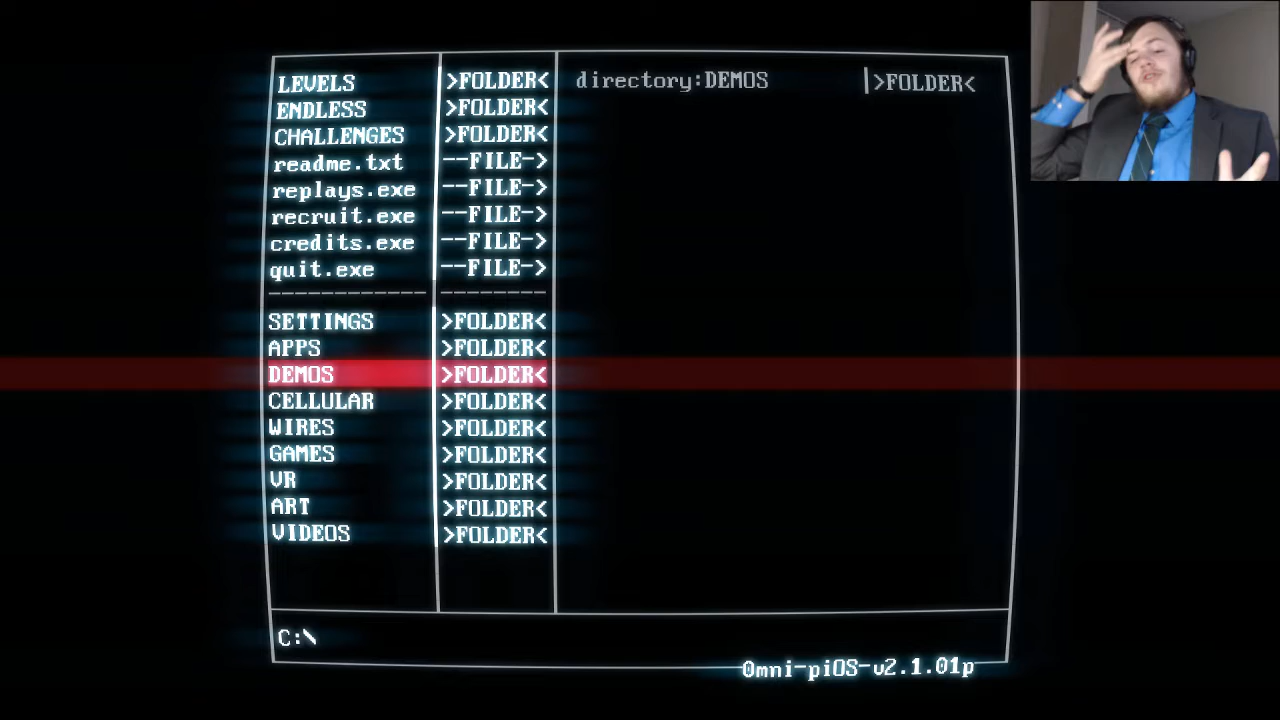 LEVELS >FOLDER< directory:DEMOS |>FOLDER<
ENDLESS >FOLDER<
CHALLENGES >FOLDER<
readme.txt --FILE->
replays.exe --FILE->
recruit.exe --FILE->
credits.exe --FILE->
quit.exe --FILE->
------------ --------
SETTINGS >FOLDER<
APPS >FOLDER<
DEMOS >FOLDER<
CELLULAR >FOLDER<
WIRES >FOLDER<
GAMES >FOLDER<
VR >FOLDER<
ART >FOLDER<
VIDEOS >FOLDER<
C:\
Omni-piOS-v2.1.01p